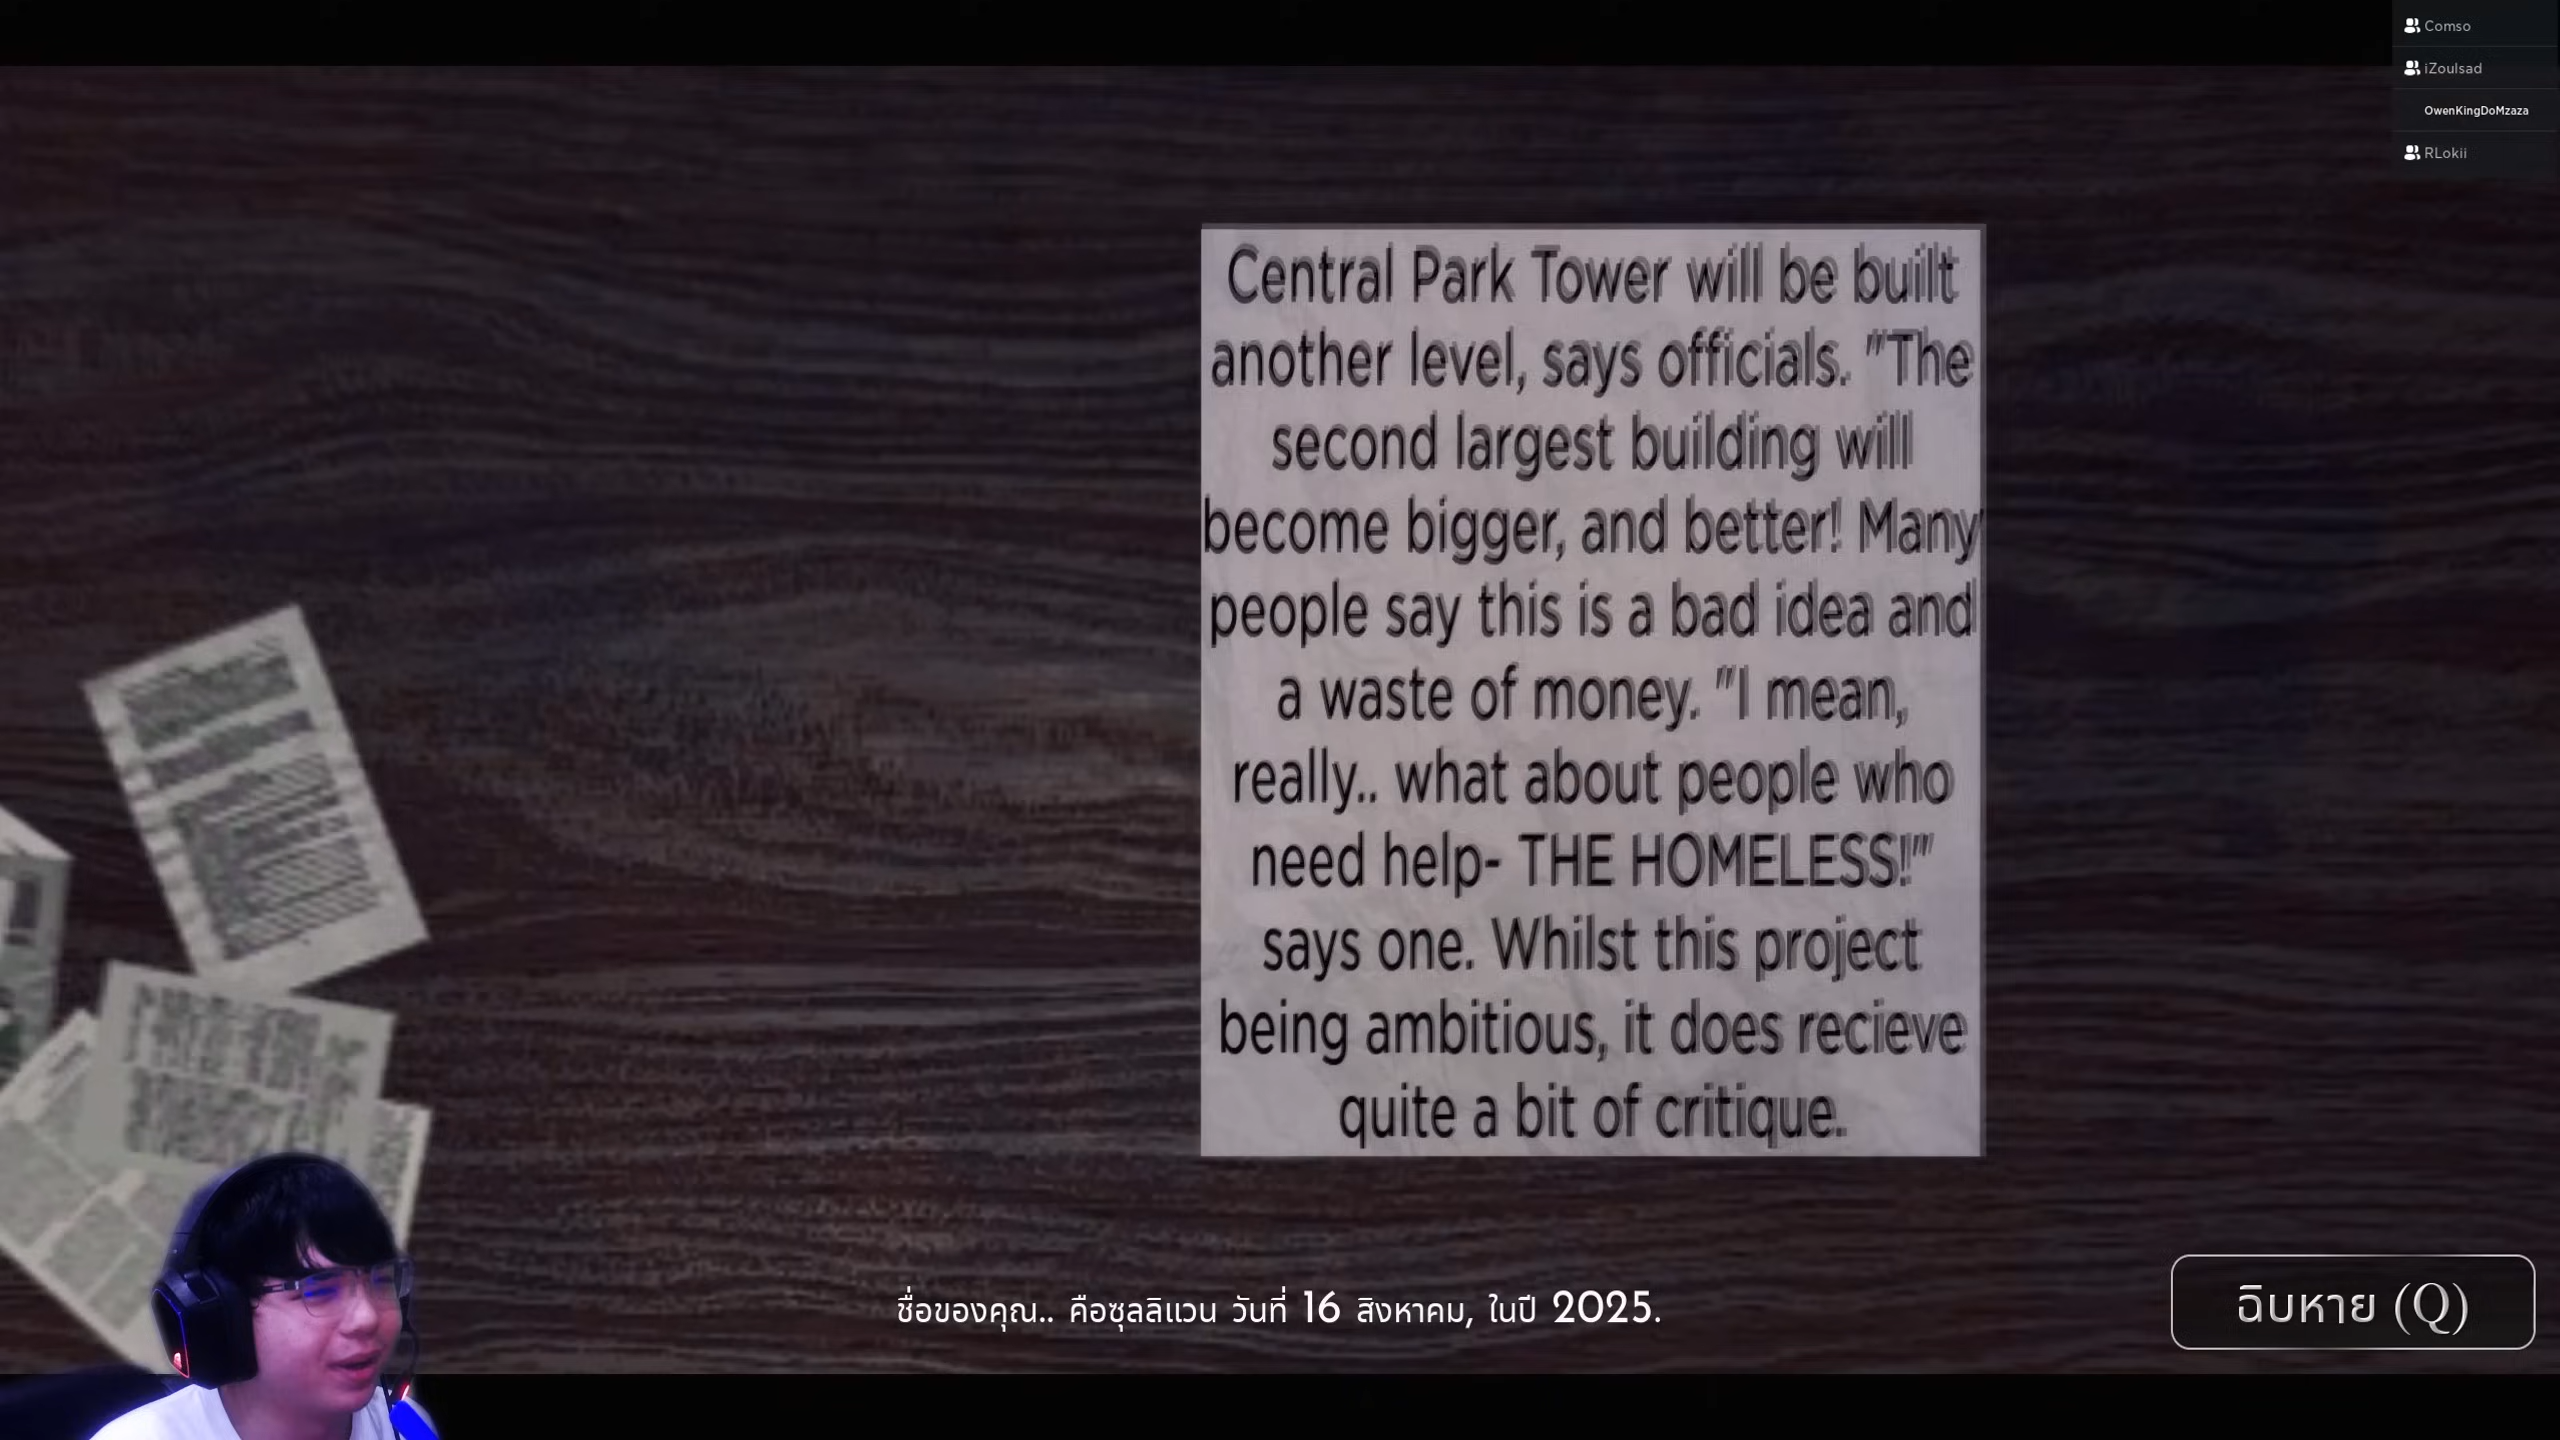 Comso
iZoulsad
OwenKingDoMzaza
RLokii
Central Park Tower will be built
another level, says officials. "The
second largest building will
become bigger, and better! Many
people say this is a bad idea and
a waste of money. "I mean,
really.. what about people who
need help- THE HOMELESS!"
says one. Whilst this project
being ambitious, it does recieve
quite a bit of critique.
ชื่อของคุณ.. คือซุลลิแวน วันที่ 16 สิงหาคม, ในปี 2025.
ฉิบหาย (Q)